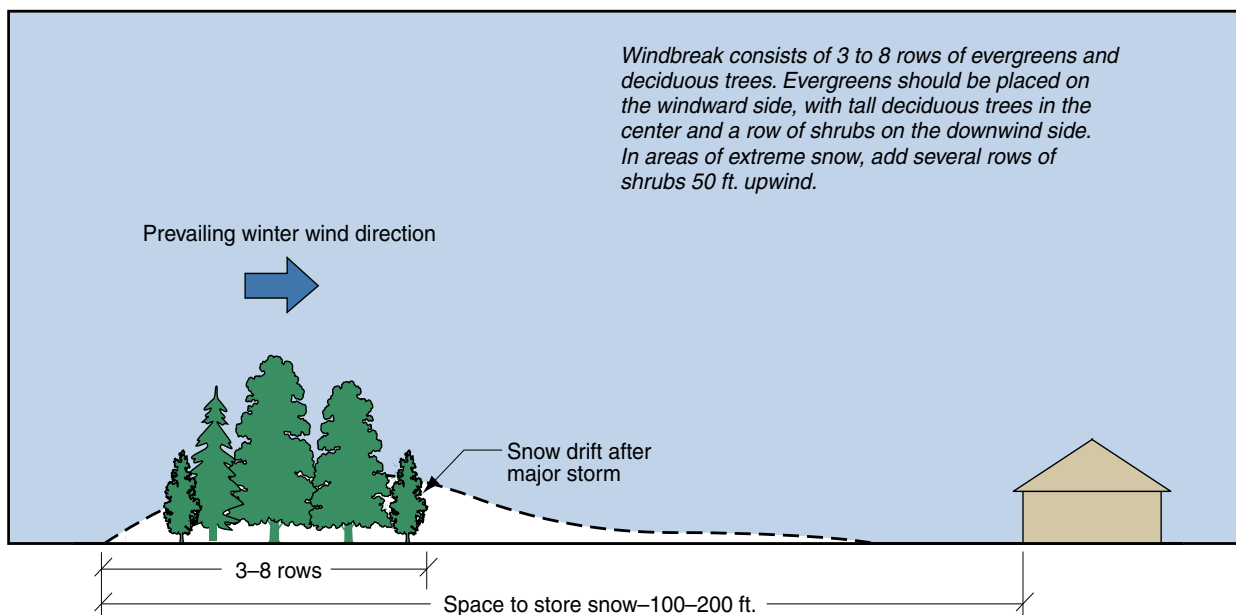 Windbreak consists of 3 to 8 rows of evergreens and
deciduous trees. Evergreens should be placed on
the windward side, with tall deciduous trees in the
center and a row of shrubs on the downwind side.
In areas of extreme snow, add several rows of
shrubs 50 ft. upwind.
Prevailing winter wind direction
Snow drift after
major storm
3–8 rows
Space to store snow–100–200 ft.